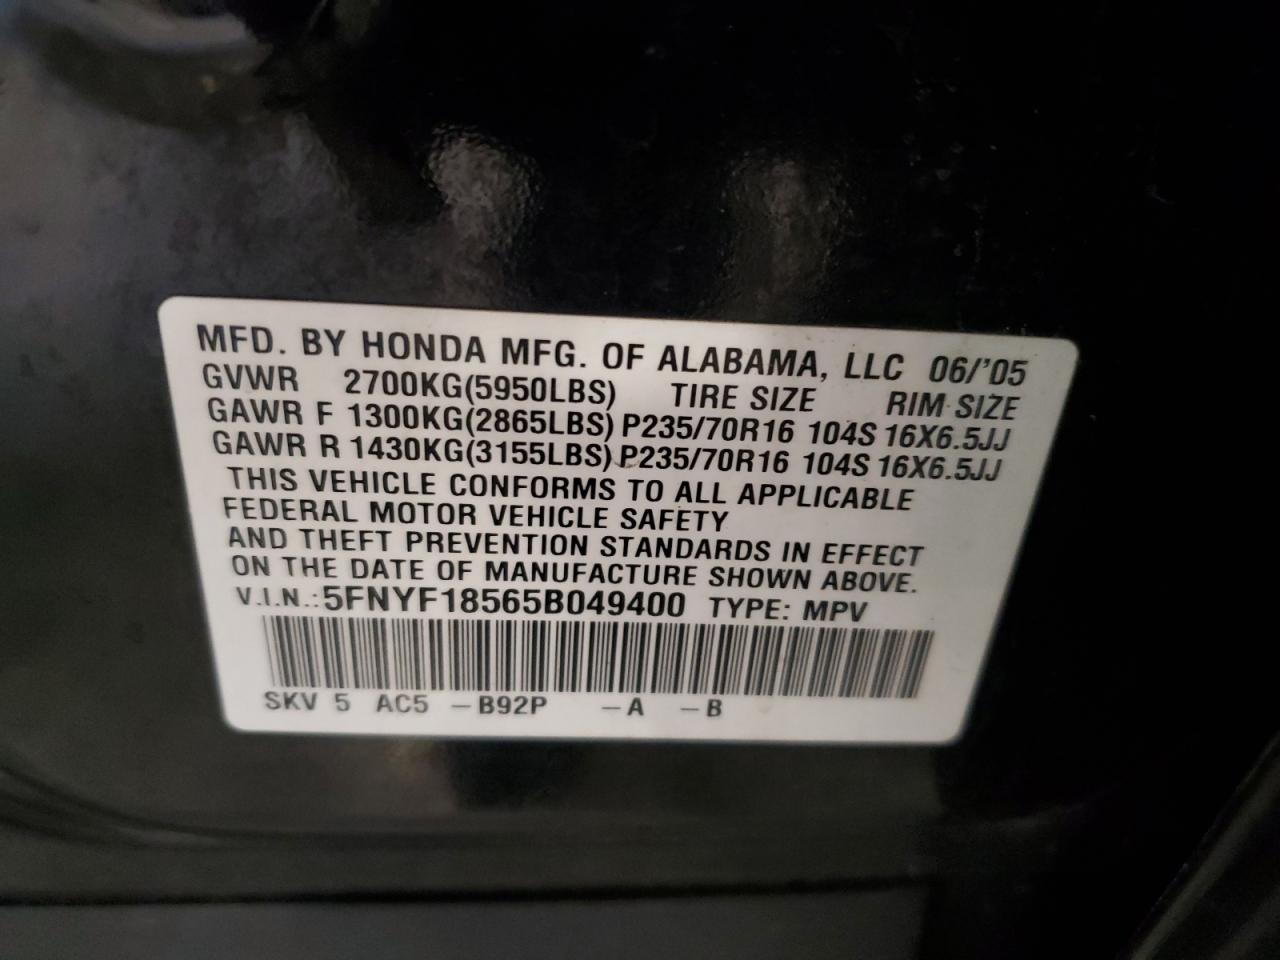 MFD. BY HONDA MFG. OF ALABAMA, LLC 06/'05
GVWR 2700KG(5950LBS) TIRE SIZE RIM SIZE
GAWR F 1300KG(2865LBS) P235/70R16 104S 16X6.5JJ
GAWR R 1430KG(3155LBS) P235/70R16 104S 16X6.5JJ
THIS VEHICLE CONFORMS TO ALL APPLICABLE
FEDERAL MOTOR VEHICLE SAFETY
AND THEFT PREVENTION STANDARDS IN EFFECT
ON THE DATE OF MANUFACTURE SHOWN ABOVE.
V.I.N.:5FNYF18565B049400 TYPE: MPV
SKV 5 AC5 -B92P -A -B